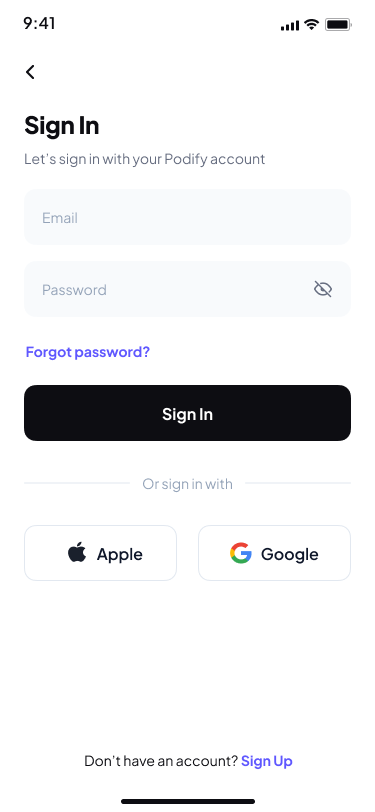 9:41
Sign In
Let's sign in with your Podify account
Email
Password
Forgot password?
Sign In
Or sign in with
Apple
Google
Don't have an account? Sign Up